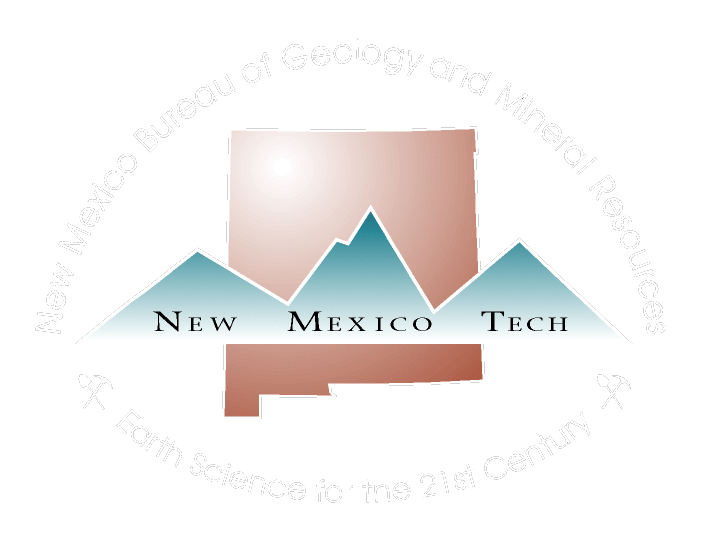 New Mexico Bureau of Geology and Mineral Resources
NEW MEXICO TECH
Earth Science for the 21st Century